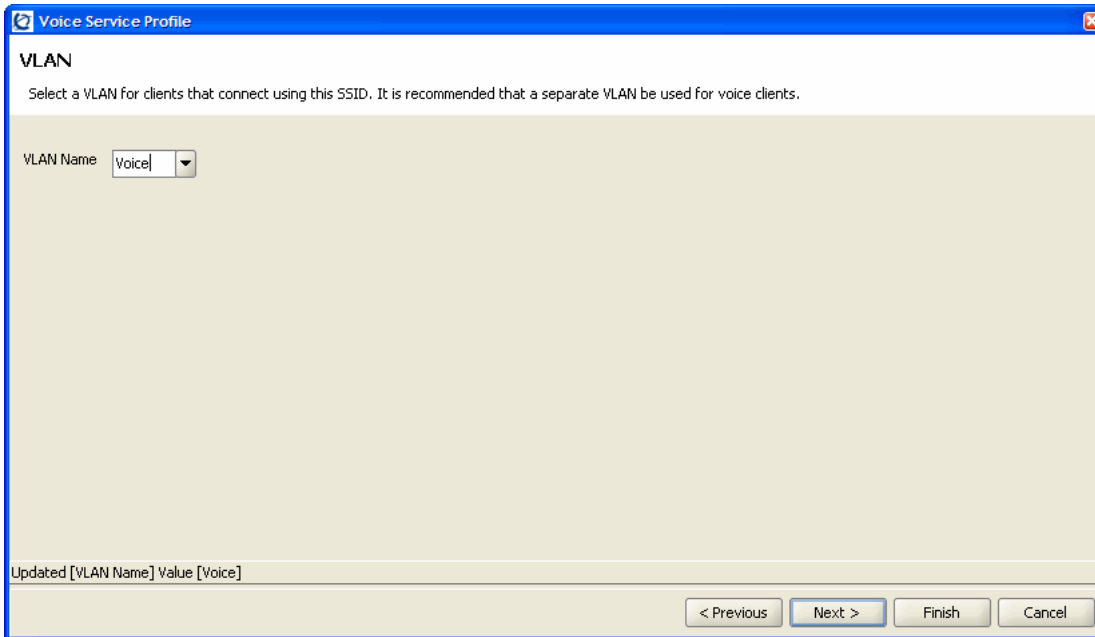 Voice Service Profile
VLAN
Select a VLAN for clients that connect using this SSID. It is recommended that a separate VLAN be used for voice clients.
VLAN Name Voice
Updated [VLAN Name] Value [Voice]
< Previous Next > Finish Cancel